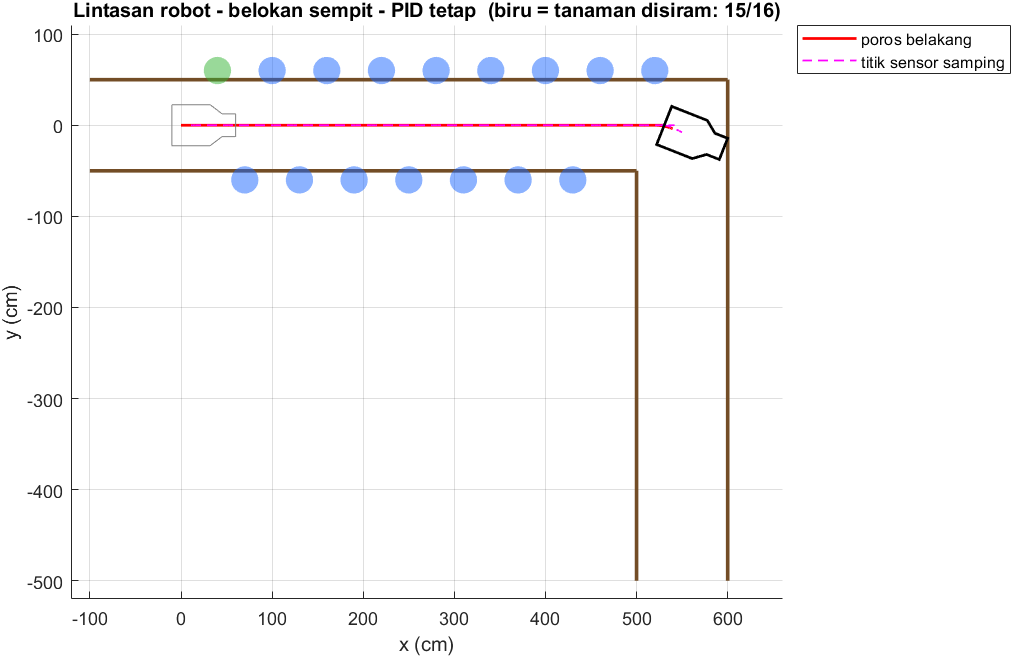 Lintasan robot - belokan sempit - PID tetap  (biru = tanaman disiram: 15/16)
poros belakang
titik sensor samping
100
0
-100
-200
-300
-400
-500
y (cm)
-100 0 100 200 300 400 500 600
x (cm)